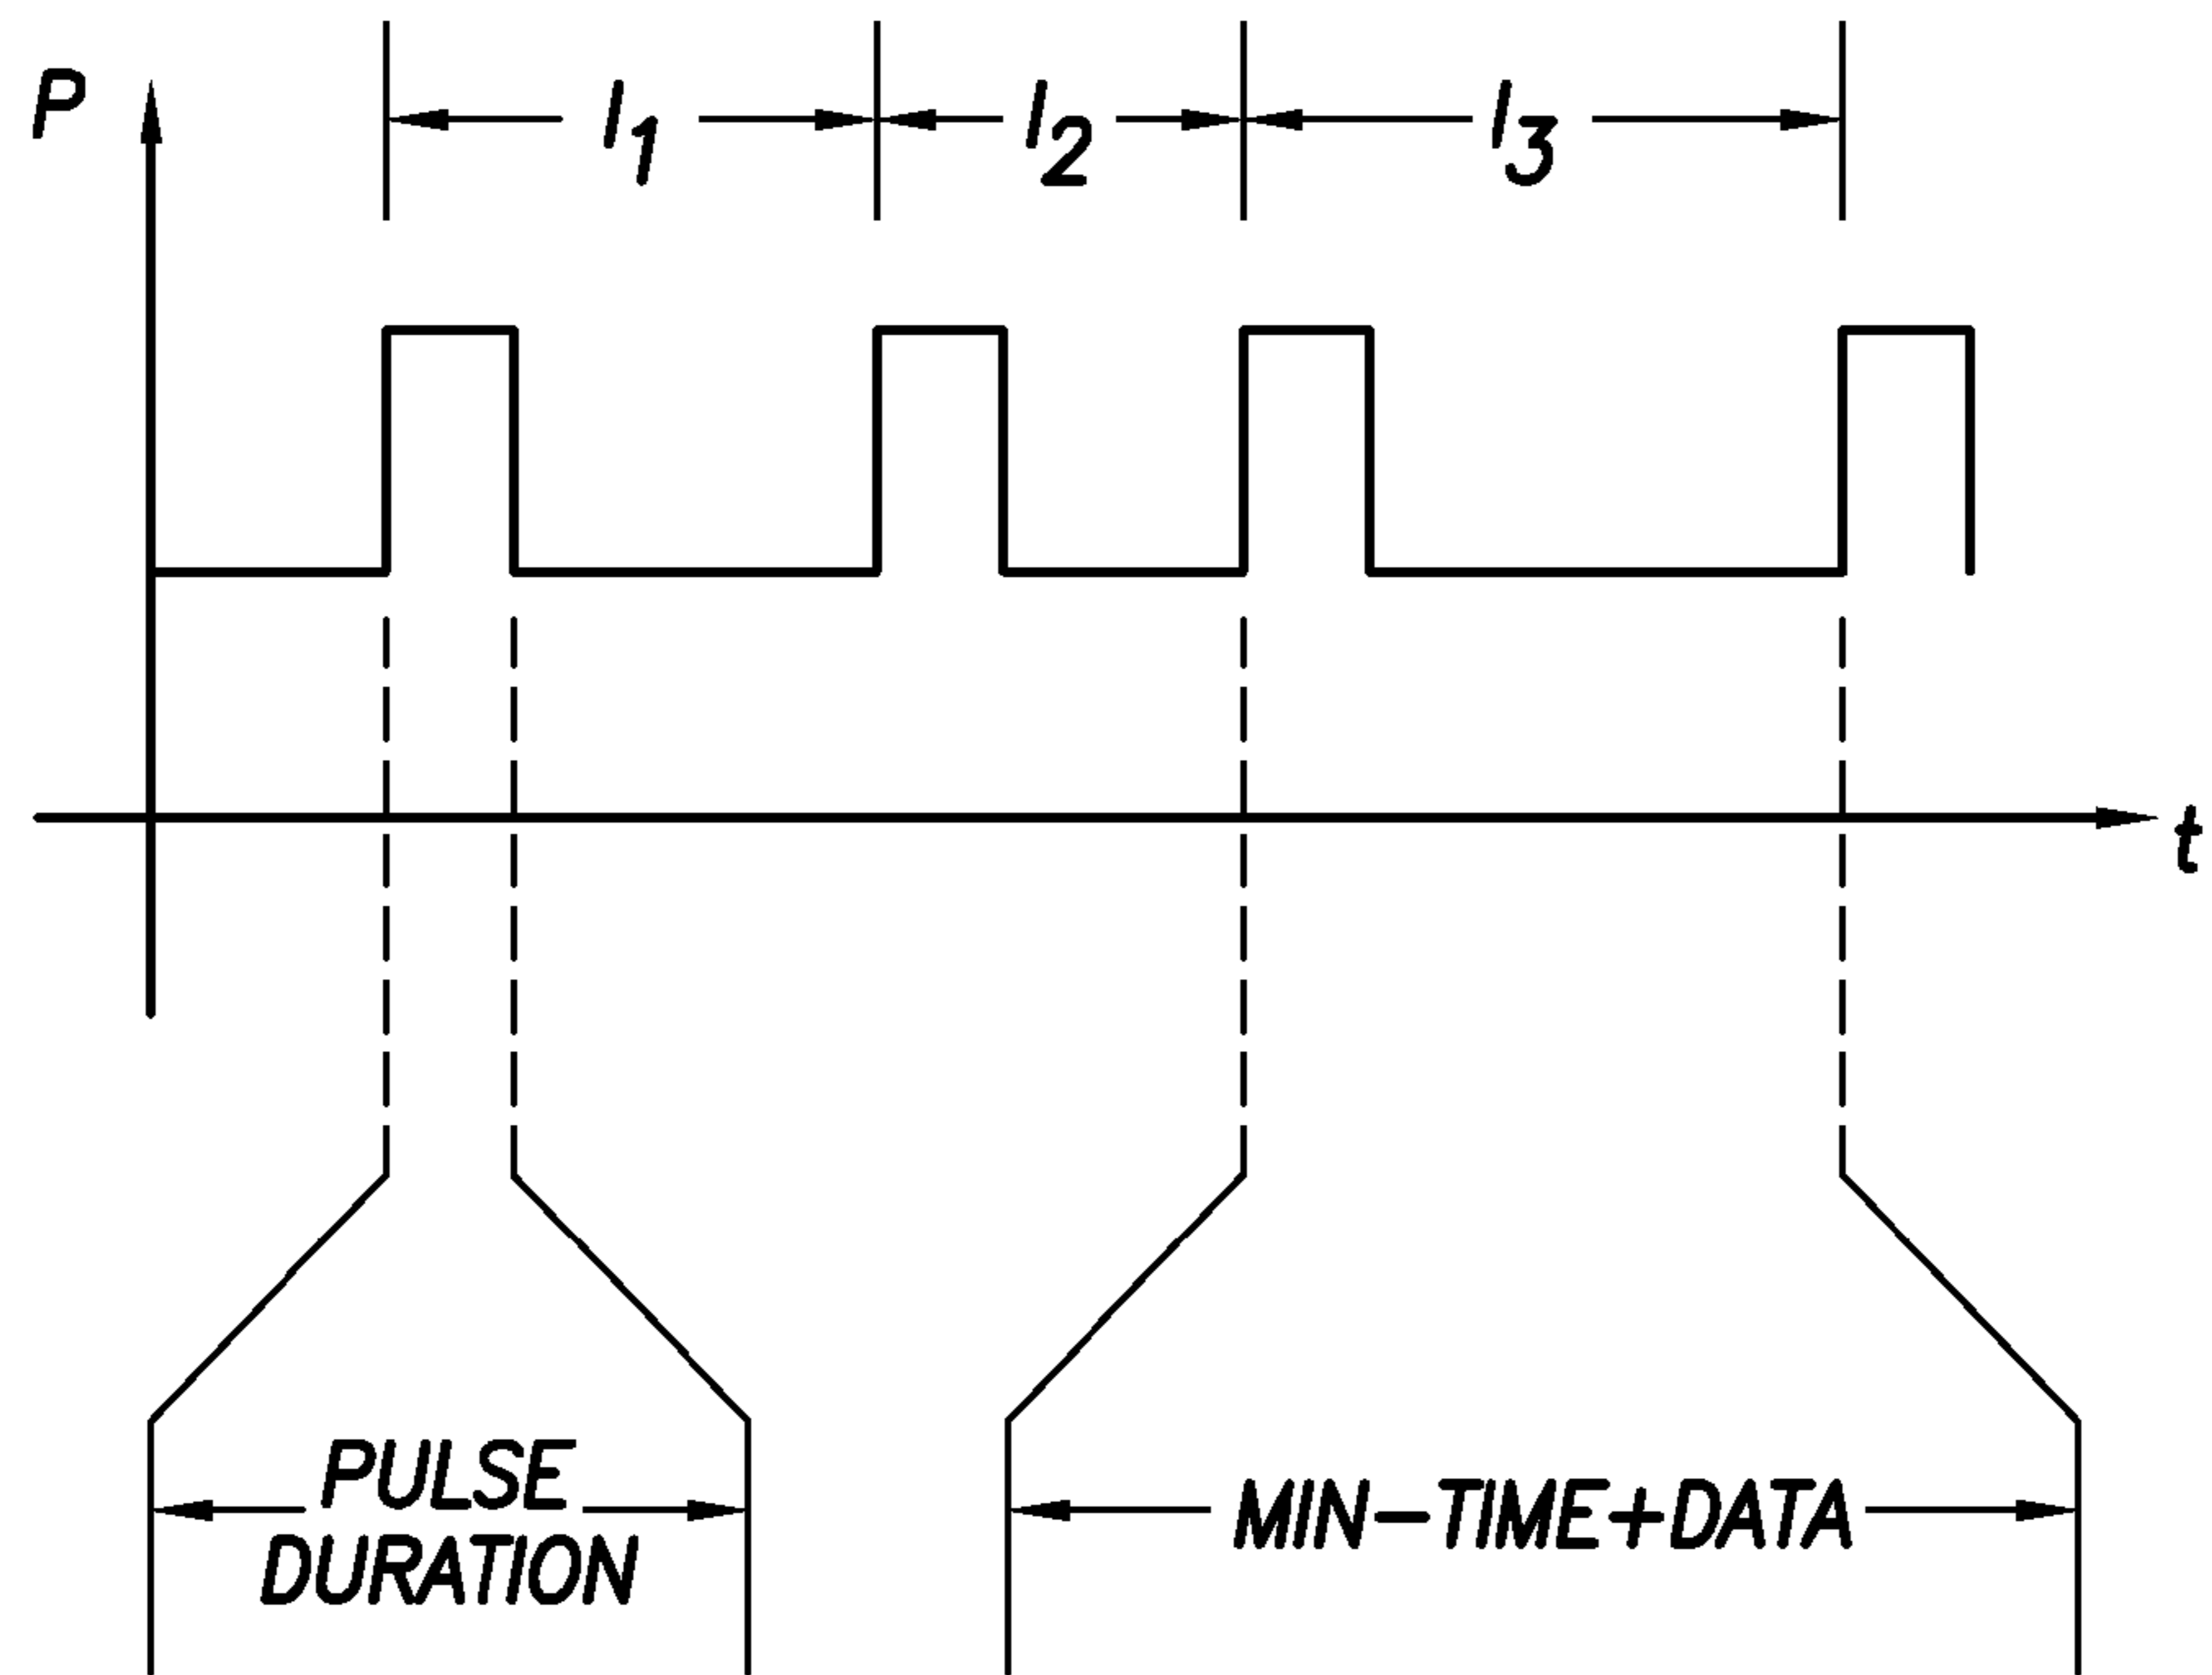 P
I1
I2
I3
t
PULSE
DURATION
MIN-TIME+DATA